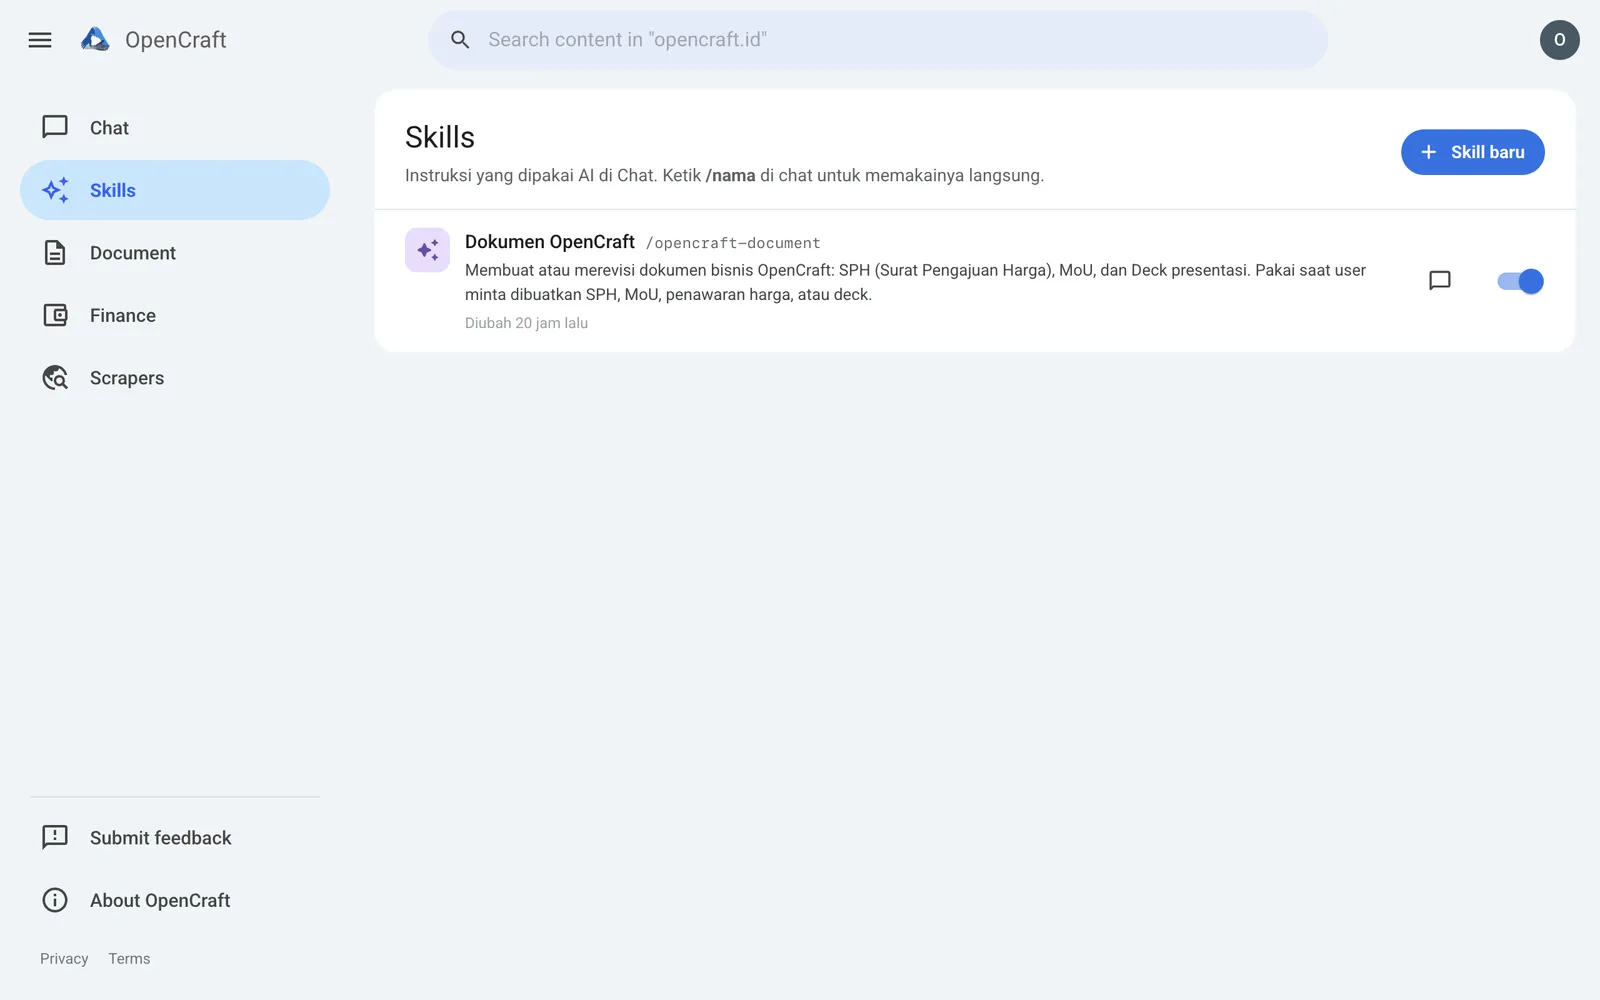 OpenCraft
Search content in "opencraft.id"
O
Chat
Skills
Document
Finance
Scrapers
Skills
Instruksi yang dipakai AI di Chat. Ketik /nama di chat untuk memakainya langsung.
Skill baru
Dokumen OpenCraft /opencraft-document
Membuat atau merevisi dokumen bisnis OpenCraft: SPH (Surat Pengajuan Harga), MoU, dan Deck presentasi. Pakai saat user
minta dibuatkan SPH, MoU, penawaran harga, atau deck.
Diubah 20 jam lalu
Submit feedback
About OpenCraft
Privacy Terms